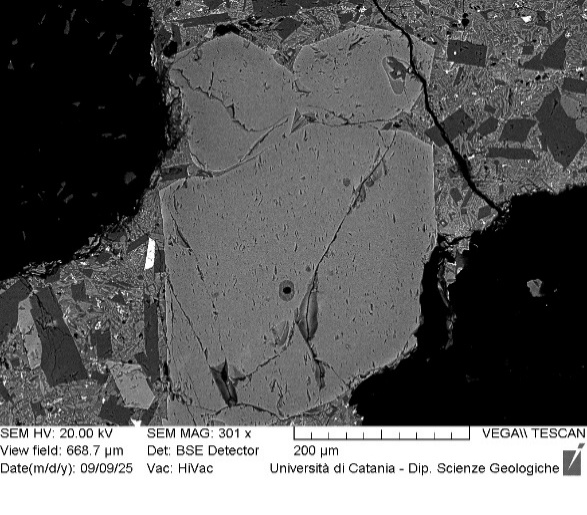 SEM HV: 20.00 kV SEM MAG: 301 x VEGA\\ TESCAN
View field: 668.7 µm Det: BSE Detector 200 µm
Date(m/d/y): 09/09/25 Vac: HiVac Università di Catania - Dip. Scienze Geologiche